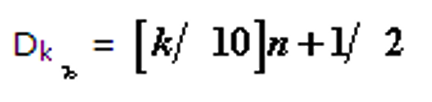 Dk = [k/ 10]n+1/ 2